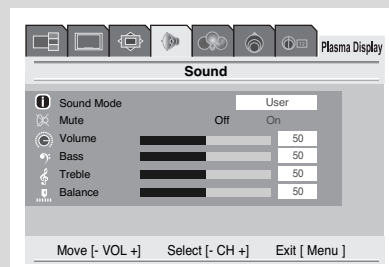 Plasma Display
Sound
Sound Mode User
Mute Off On
Volume 50
Bass 50
Treble 50
Balance 50
Move [- VOL +] Select [- CH +] Exit [ Menu ]